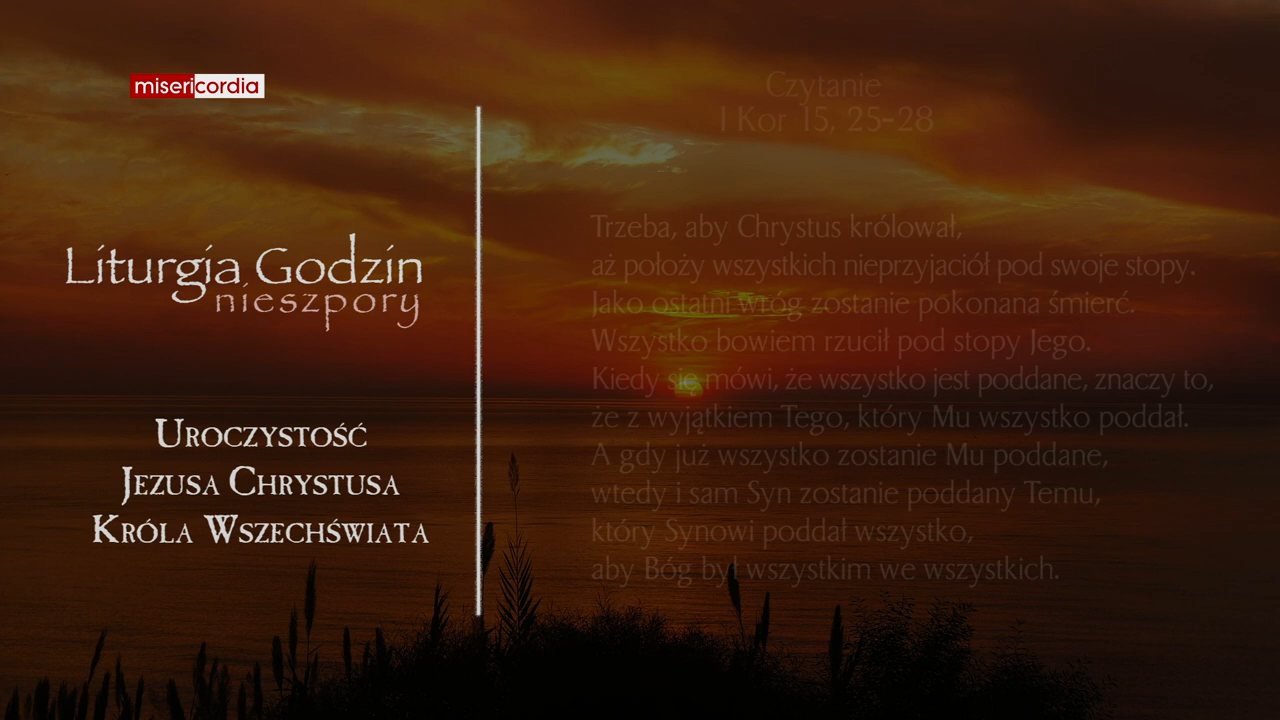 misericordia
Liturgia Godzin
nieszpory
Uroczystość
Jezusa Chrystusa
Króla Wszechświata
Czytanie
I Kor 15, 25-28
Trzeba, aby Chrystus królował,
aż położy wszystkich nieprzyjaciół pod swoje stopy.
Jako ostatni wróg zostanie pokonana śmierć.
Wszystko bowiem rzucił pod stopy Jego.
Kiedy się mówi, że wszystko jest poddane, znaczy to,
że z wyjątkiem Tego, który Mu wszystko poddał.
A gdy już wszystko zostanie Mu poddane,
wtedy i sam Syn zostanie poddany Temu,
który Synowi poddał wszystko,
aby Bóg był wszystkim we wszystkich.